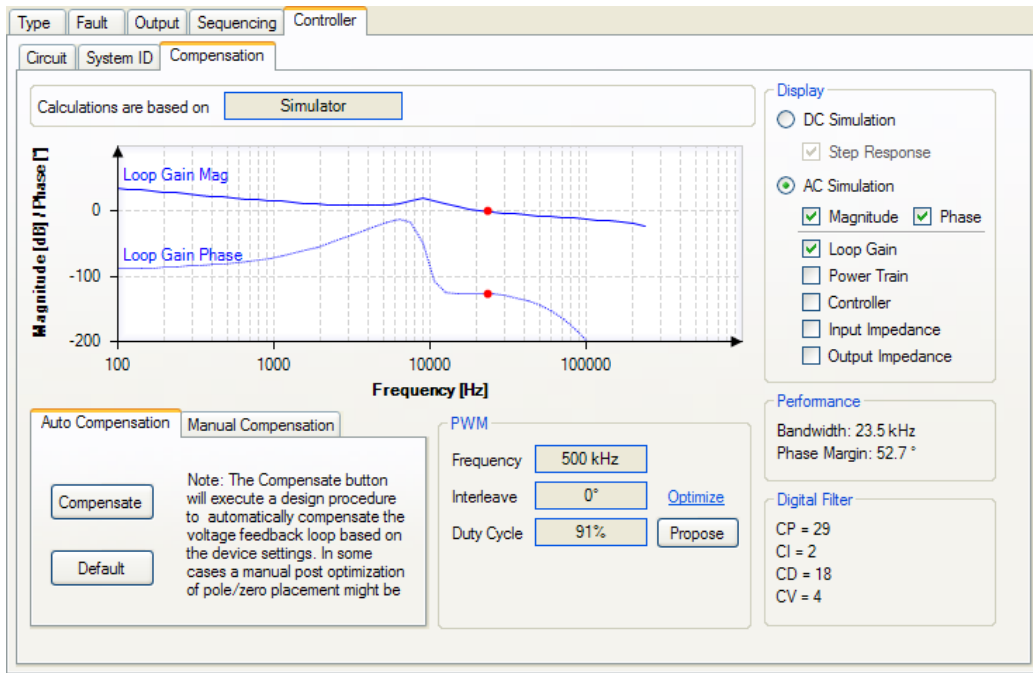 Type Fault Output Sequencing Controller
Circuit System ID Compensation
Calculations are based on Simulator
Magnitude [dB] / Phase [°]
Loop Gain Mag
Loop Gain Phase
0
-100
-200
100 1000 10000 100000
Frequency [Hz]
Display
DC Simulation
Step Response
AC Simulation
Magnitude Phase
Loop Gain
Power Train
Controller
Input Impedance
Output Impedance
Auto Compensation Manual Compensation
Compensate
Default
Note: The Compensate button
will execute a design procedure
to automatically compensate the
voltage feedback loop based on
the device settings. In some
cases a manual post optimization
of pole/zero placement might be
PWM
Frequency 500 kHz
Interleave 0° Optimize
Duty Cycle 91% Propose
Performance
Bandwidth: 23.5 kHz
Phase Margin: 52.7 °
Digital Filter
CP = 29
CI = 2
CD = 18
CV = 4